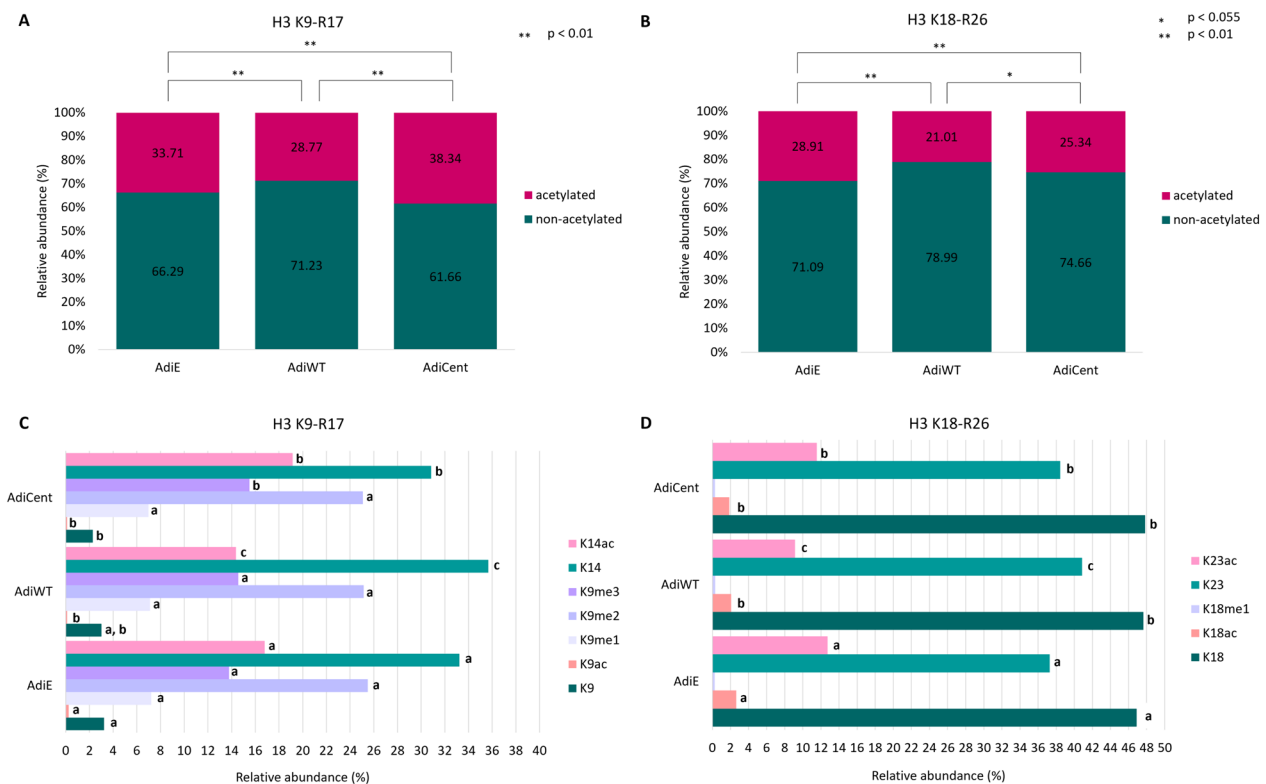 A
H3 K9-R17
** p < 0.01
**
** **
100%
90%
80%
70%
60%
50%
40%
30%
20%
10%
0%
Relative abundance (%)
33.71 28.77 38.34
66.29 71.23 61.66
AdiE AdiWT AdiCent
acetylated
non-acetylated
B
H3 K18-R26
* p < 0.055
** p < 0.01
**
** *
100%
90%
80%
70%
60%
50%
40%
30%
20%
10%
0%
Relative abundance (%)
28.91 21.01 25.34
71.09 78.99 74.66
AdiE AdiWT AdiCent
acetylated
non-acetylated
C
H3 K9-R17
AdiCent
b
b
b
a
a
b
b
AdiWT
c
c
a
a
a
b
a, b
AdiE
a
a
a
a
a
a
a
0 2 4 6 8 10 12 14 16 18 20 22 24 26 28 30 32 34 36 38 40
Relative abundance (%)
K14ac
K14
K9me3
K9me2
K9me1
K9ac
K9
D
H3 K18-R26
AdiCent
b
b
b
b
AdiWT
c
c
b
b
AdiE
a
a
a
a
0 2 4 6 8 10 12 14 16 18 20 22 24 26 28 30 32 34 36 38 40 42 44 46 48 50
Relative abundance (%)
K23ac
K23
K18me1
K18ac
K18